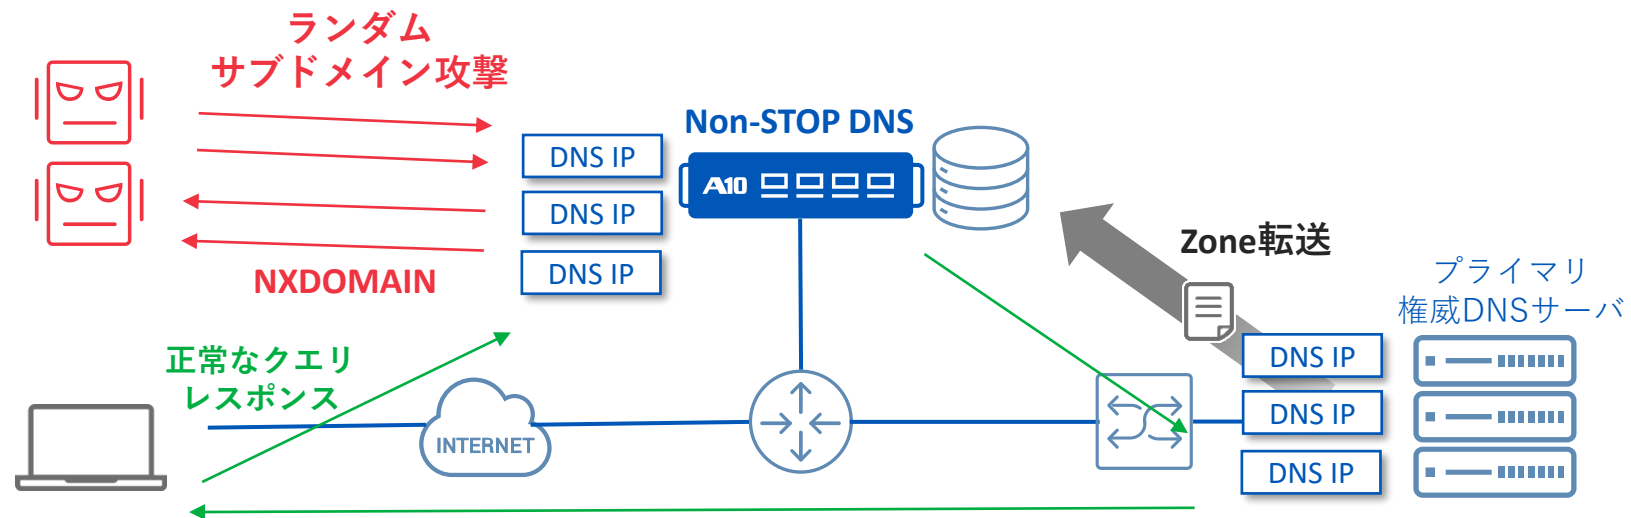 ランダム
サブドメイン攻撃
Non-STOP DNS
DNS IP
A10
DNS IP
DNS IP
NXDOMAIN
Zone転送
プライマリ
権威DNSサーバ
正常なクエリ
レスポンス
INTERNET
DNS IP
DNS IP
DNS IP